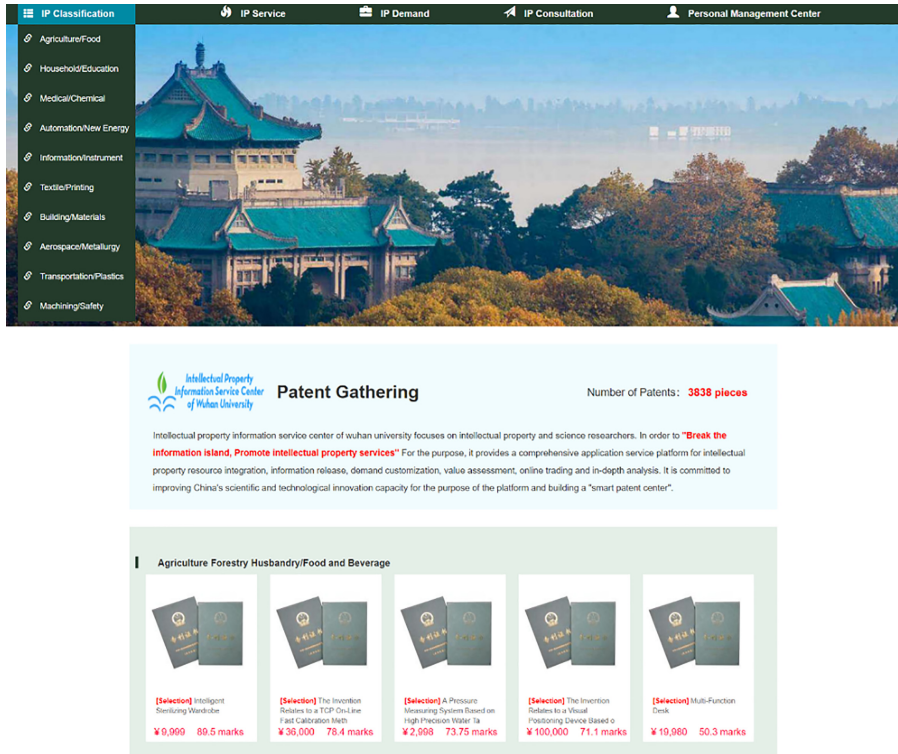 IP Classification
IP Service
IP Demand
IP Consultation
Personal Management Center
Agriculture/Food
Household/Education
Medical/Chemical
Automation/New Energy
Information/Instrument
Textile/Printing
Building/Materials
Aerospace/Metallurgy
Transportation/Plastics
Machining/Safety
Intellectual Property
Information Service Center
of Wuhan University
Patent Gathering
Number of Patents: 3838 pieces
Intellectual property information service center of wuhan university focuses on intellectual property and science researchers. In order to "Break the
information island, Promote intellectual property services" For the purpose, it provides a comprehensive application service platform for intellectual
property resource integration, information release, demand customization, value assessment, online trading and in-depth analysis. It is committed to
improving China's scientific and technological innovation capacity for the purpose of the platform and building a "smart patent center".
Agriculture Forestry Husbandry/Food and Beverage
[Selection] Intelligent
Sterilizing Wardrobe
¥9,999 89.5 marks
[Selection] The Invention
Relates to a TCP On-Line
Fast Calibration Meth
¥36,000 78.4 marks
[Selection] A Pressure
Measuring System Based on
High Precision Water Ta
¥2,998 73.75 marks
[Selection] The Invention
Relates to a Visual
Positioning Device Based o
¥100,000 71.1 marks
[Selection] Multi-Function
Desk
¥19,980 50.3 marks